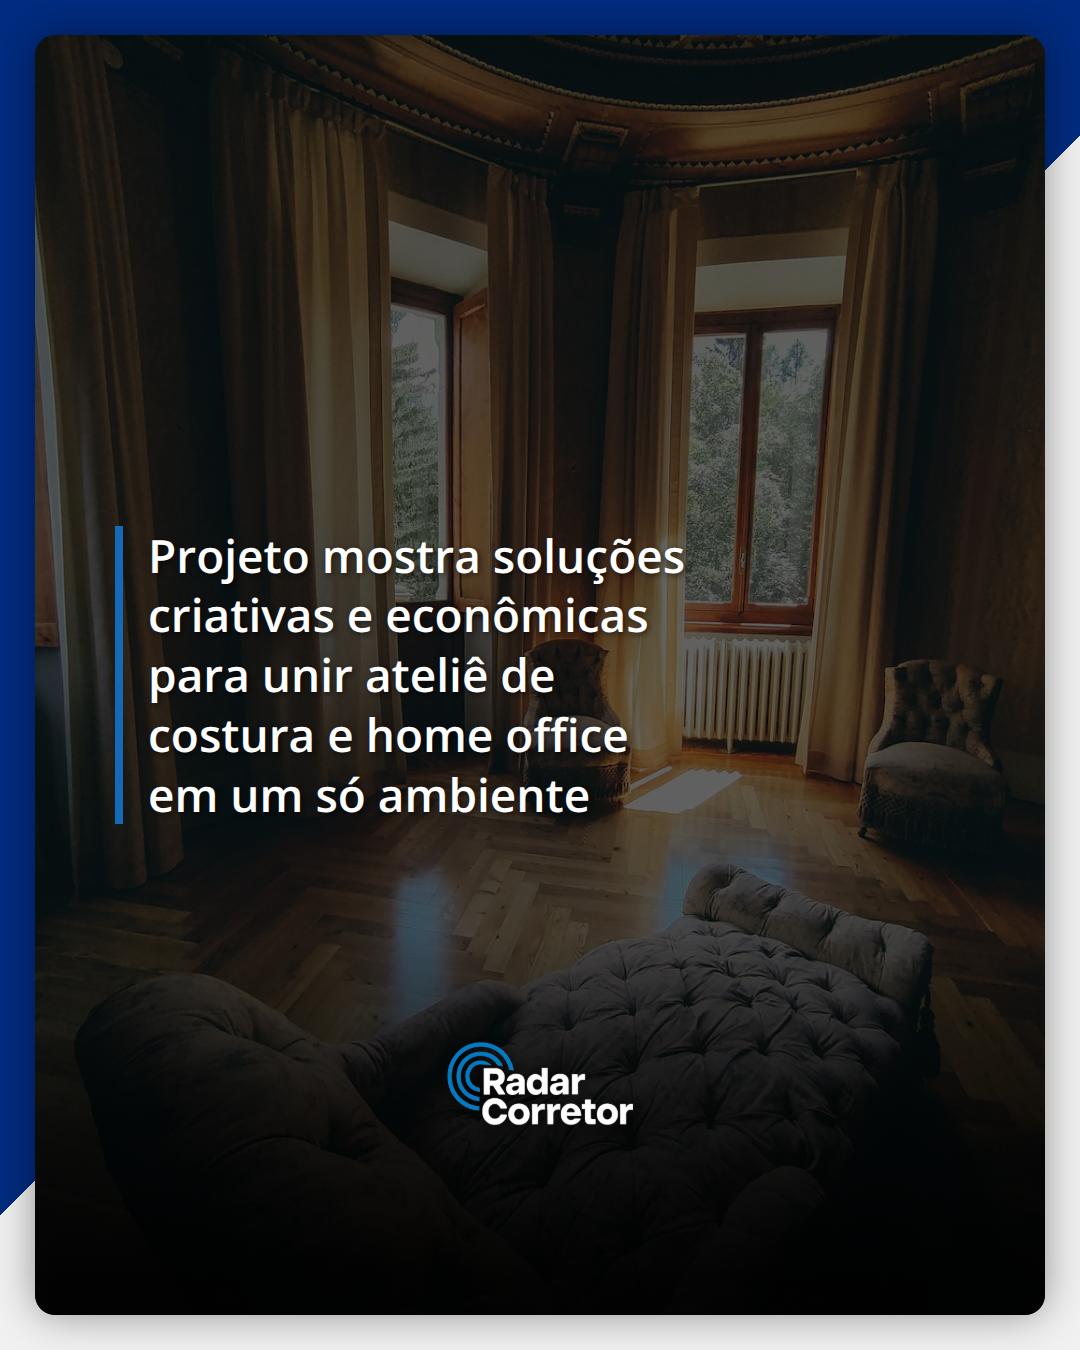 Projeto mostra soluções
criativas e econômicas
para unir ateliê de
costura e home office
em um só ambiente
Radar
Corretor